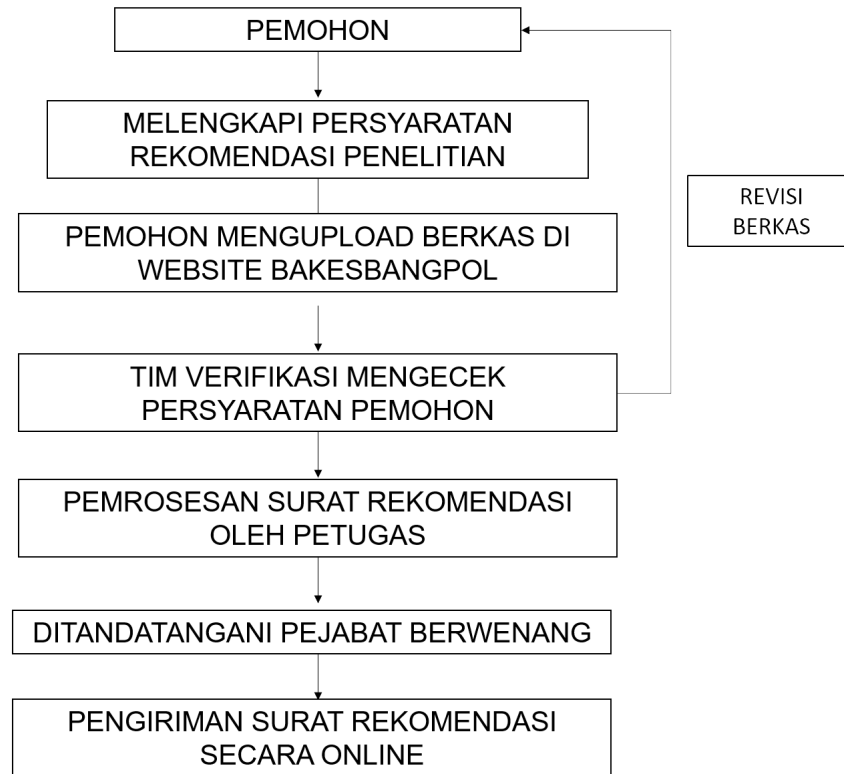 PEMOHON
MELENGKAPI PERSYARATAN
REKOMENDASI PENELITIAN
REVISI
BERKAS
PEMOHON MENGUPLOAD BERKAS DI
WEBSITE BAKESBANGPOL
TIM VERIFIKASI MENGECEK
PERSYARATAN PEMOHON
PEMROSESAN SURAT REKOMENDASI
OLEH PETUGAS
DITANDATANGANI PEJABAT BERWENANG
PENGIRIMAN SURAT REKOMENDASI
SECARA ONLINE